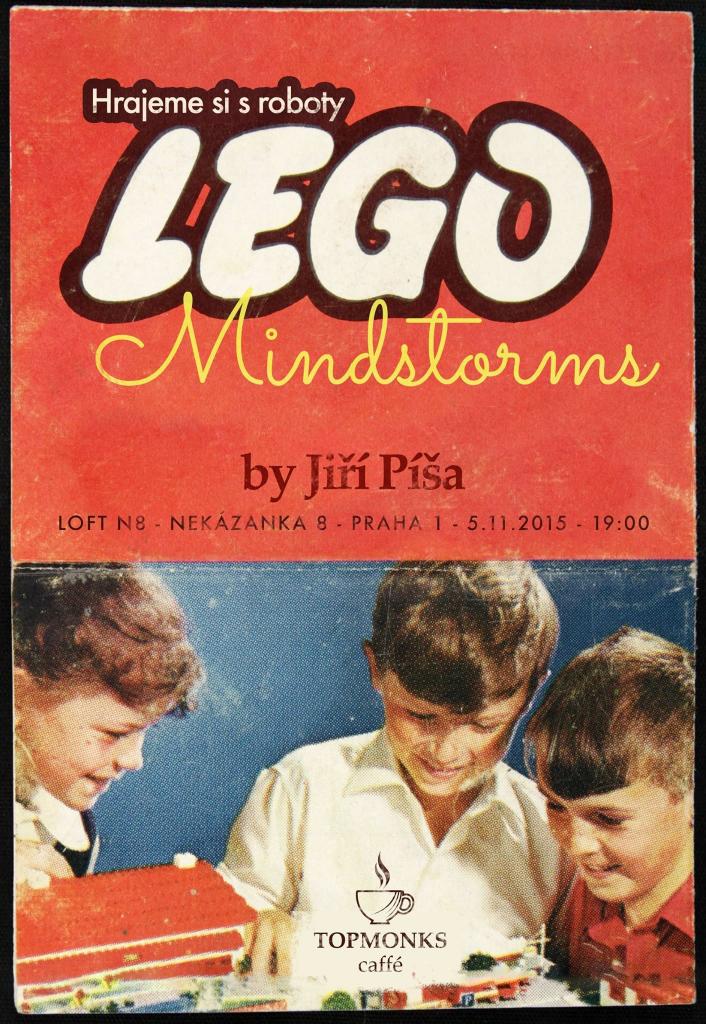 Hrajeme si s roboty
LEGO
Mindstorms
by Jiří Píša
LOFT N8 - NEKÁZANKA 8 - PRAHA 1 - 5.11.2015 - 19:00
TOPMONKS
caffé